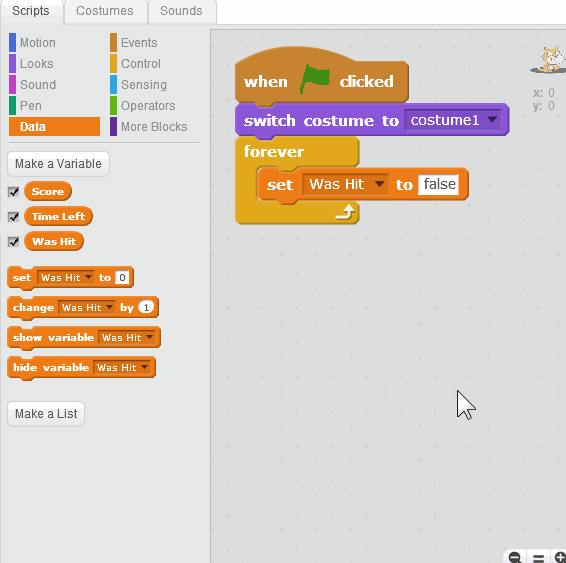 Scripts Costumes Sounds
Motion Events
Looks Control
Sound Sensing
Pen Operators
Data More Blocks
Make a Variable
Score
Time Left
Was Hit
set Was Hit to 0
change Was Hit by 1
show variable Was Hit
hide variable Was Hit
Make a List
when clicked
switch costume to costume1
forever
set Was Hit to false
x: 0
y: 0